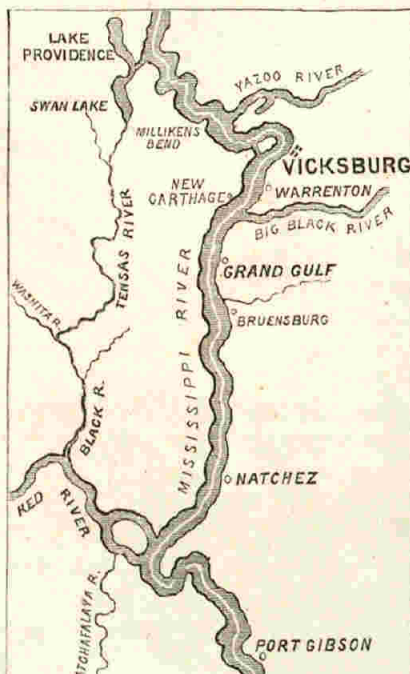 LAKE
PROVIDENCE
SWAN LAKE
YAZOO RIVER
MILLIKENS
BEND
VICKSBURG
NEW
CARTHAGE
WARRENTON
BIG BLACK RIVER
TENSAS RIVER
GRAND GULF
WASHITA R.
BRUENSBURG
MISSISSIPPI RIVER
BLACK R.
NATCHEZ
RED
RIVER
ATCHAFALAYA R.
PORT GIBSON